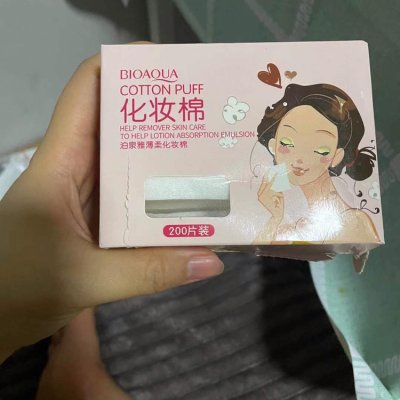 BIOAQUA
COTTON PUFF
化妆棉
HELP REMOVER SKIN CARE
TO HELP LOTION ABSORPTION EMULSION
泊泉雅薄柔化妆棉
200片装